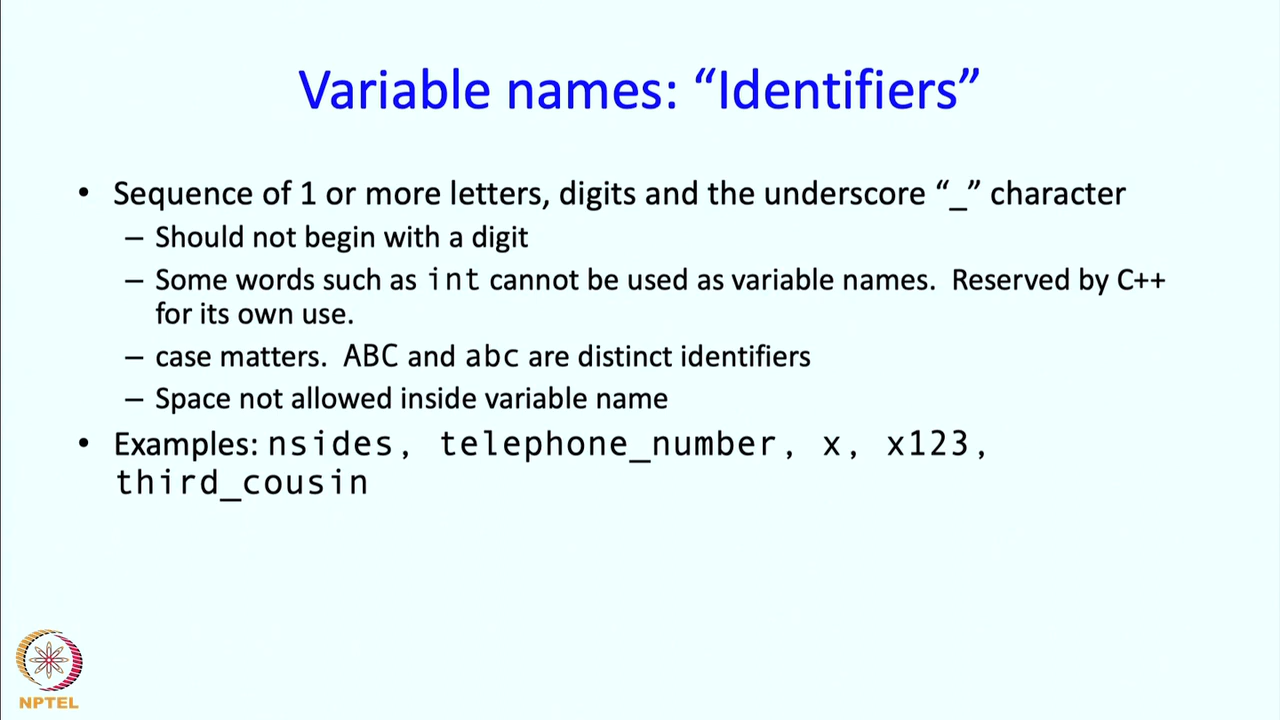 Variable names: “Identifiers”
• Sequence of 1 or more letters, digits and the underscore “_” character
– Should not begin with a digit
– Some words such as int cannot be used as variable names.  Reserved by C++
for its own use.
– case matters.  ABC and abc are distinct identifiers
– Space not allowed inside variable name
• Examples: nsides, telephone_number, x, x123,
third_cousin
NPTEL